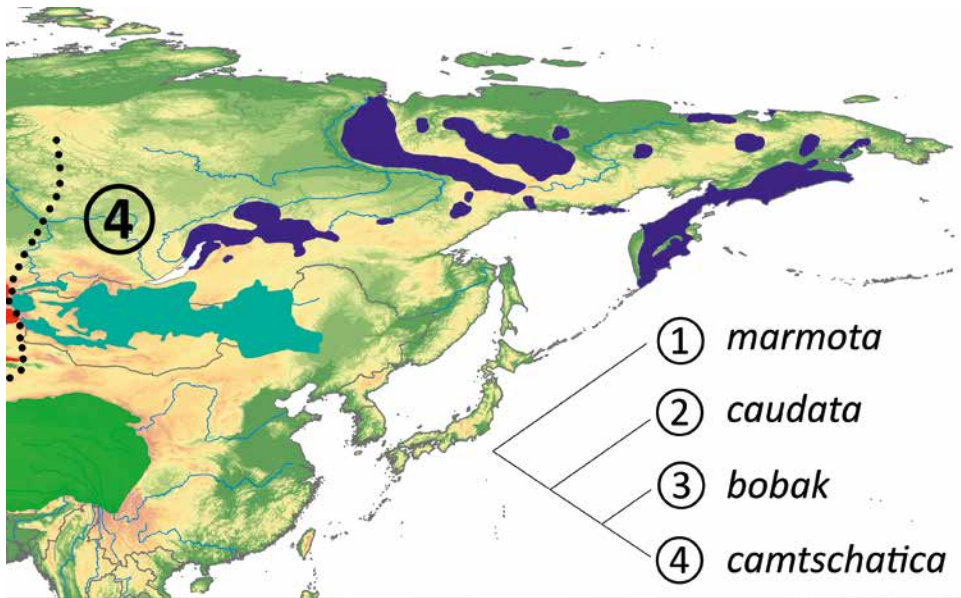 ④
① marmota
② caudata
③ bobak
④ camtschatica